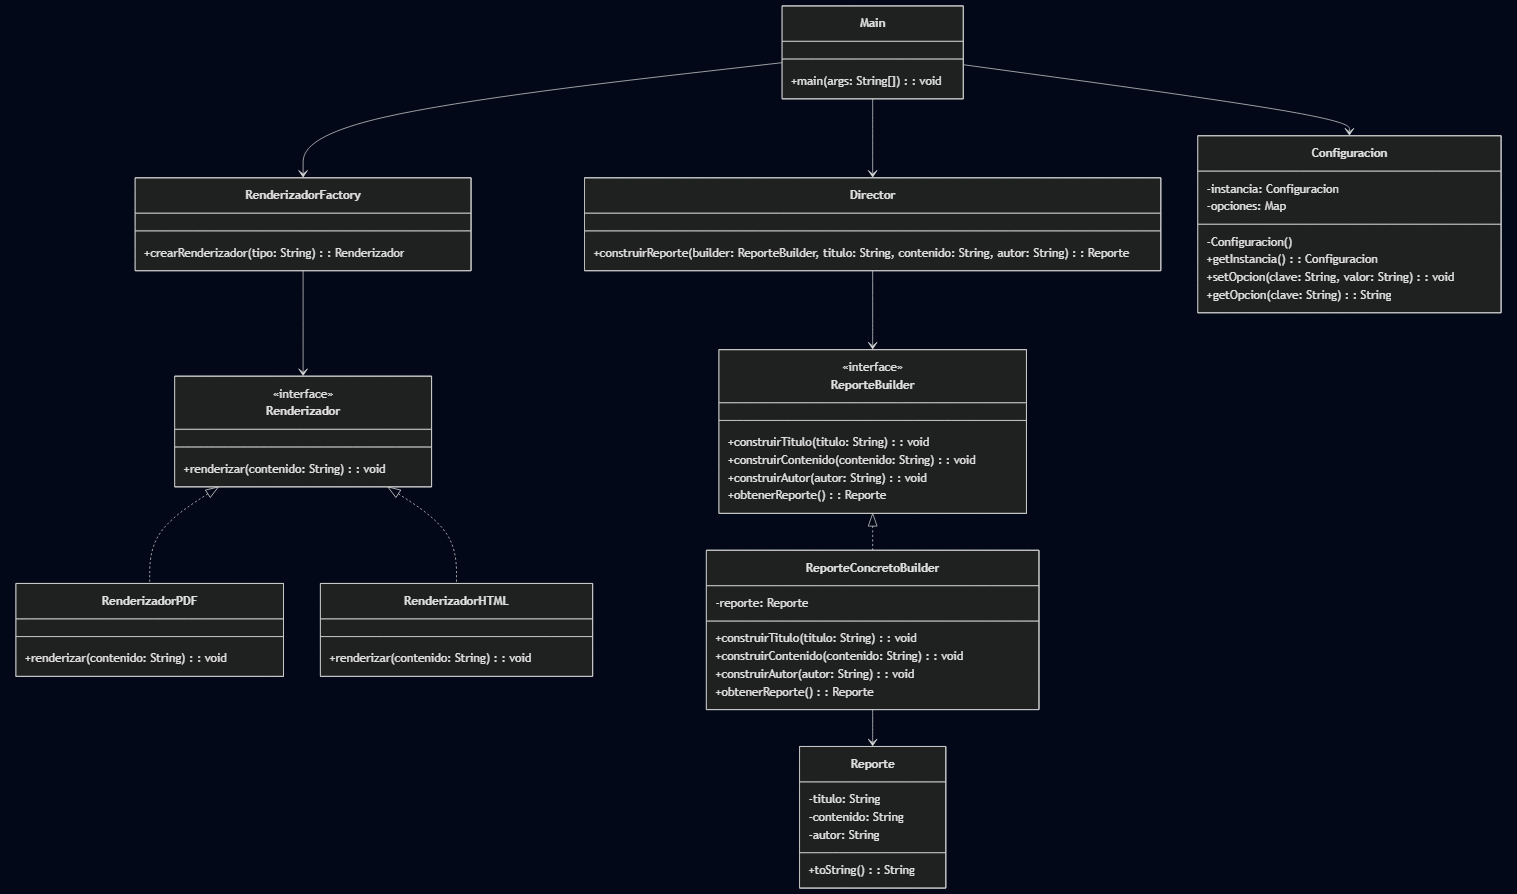 Main
+main(args: String[]) : : void
Configuracion
-instancia: Configuracion
-opciones: Map
-Configuracion()
+getInstancia() : : Configuracion
+setOpcion(clave: String, valor: String) : : void
+getOpcion(clave: String) : : String
RenderizadorFactory
+crearRenderizador(tipo: String) : : Renderizador
Director
+construirReporte(builder: ReporteBuilder, titulo: String, contenido: String, autor: String) : : Reporte
«interface»
Renderizador
+renderizar(contenido: String) : : void
«interface»
ReporteBuilder
+construirTitulo(titulo: String) : : void
+construirContenido(contenido: String) : : void
+construirAutor(autor: String) : : void
+obtenerReporte() : : Reporte
RenderizadorPDF
+renderizar(contenido: String) : : void
RenderizadorHTML
+renderizar(contenido: String) : : void
ReporteConcretoBuilder
-reporte: Reporte
+construirTitulo(titulo: String) : : void
+construirContenido(contenido: String) : : void
+construirAutor(autor: String) : : void
+obtenerReporte() : : Reporte
Reporte
-titulo: String
-contenido: String
-autor: String
+toString() : : String